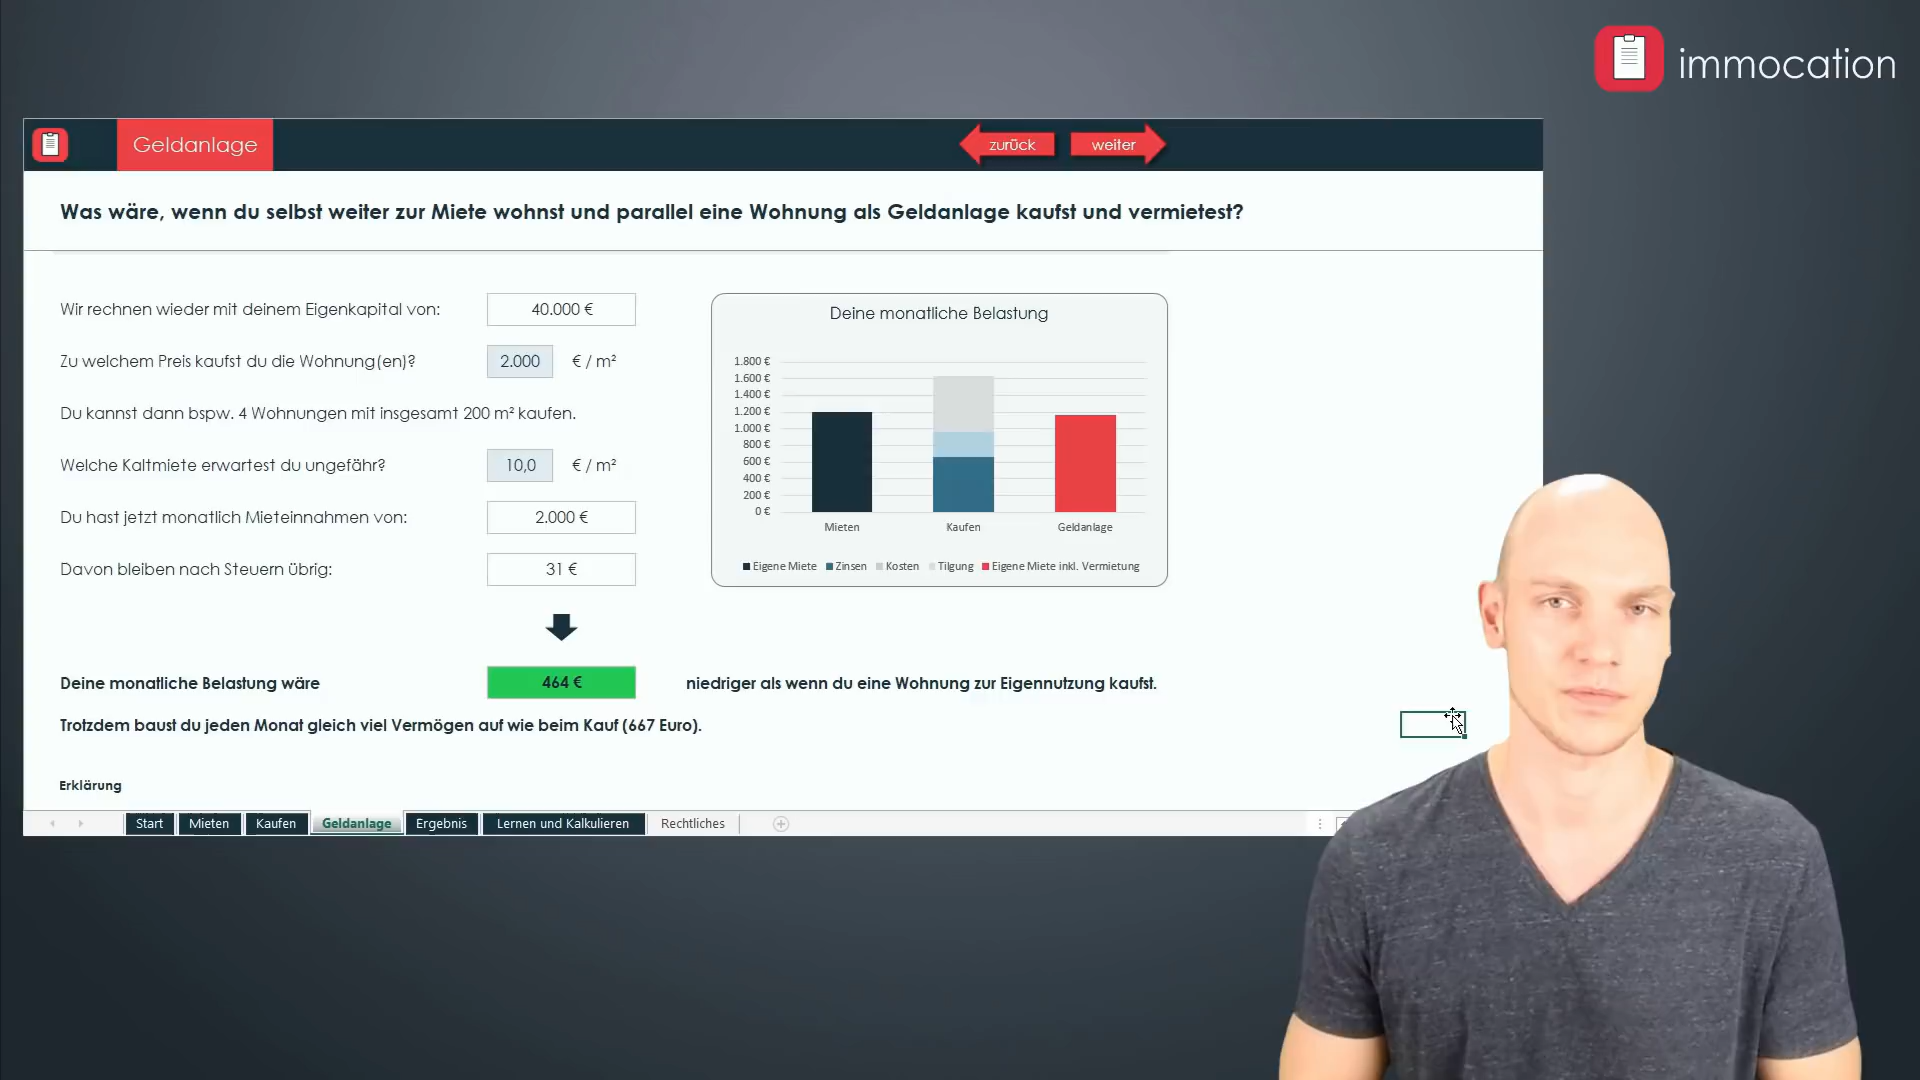 immocation
Geldanlage
zurück
weiter
Was wäre, wenn du selbst weiter zur Miete wohnst und parallel eine Wohnung als Geldanlage kaufst und vermietest?
Wir rechnen wieder mit deinem Eigenkapital von: 40.000 €
Zu welchem Preis kaufst du die Wohnung(en)? 2.000 € / m²
Du kannst dann bspw. 4 Wohnungen mit insgesamt 200 m² kaufen.
Welche Kaltmiete erwartest du ungefähr? 10,0 € / m²
Du hast jetzt monatlich Mieteinnahmen von: 2.000 €
Davon bleiben nach Steuern übrig: 31 €
Deine monatliche Belastung
1.800 €
1.600 €
1.400 €
1.200 €
1.000 €
800 €
600 €
400 €
200 €
0 €
Mieten Kaufen Geldanlage
Eigene Miete Zinsen Kosten Tilgung Eigene Miete inkl. Vermietung
Deine monatliche Belastung wäre 464 € niedriger als wenn du eine Wohnung zur Eigennutzung kaufst.
Trotzdem baust du jeden Monat gleich viel Vermögen auf wie beim Kauf (667 Euro).
Erklärung
Start Mieten Kaufen Geldanlage Ergebnis Lernen und Kalkulieren Rechtliches